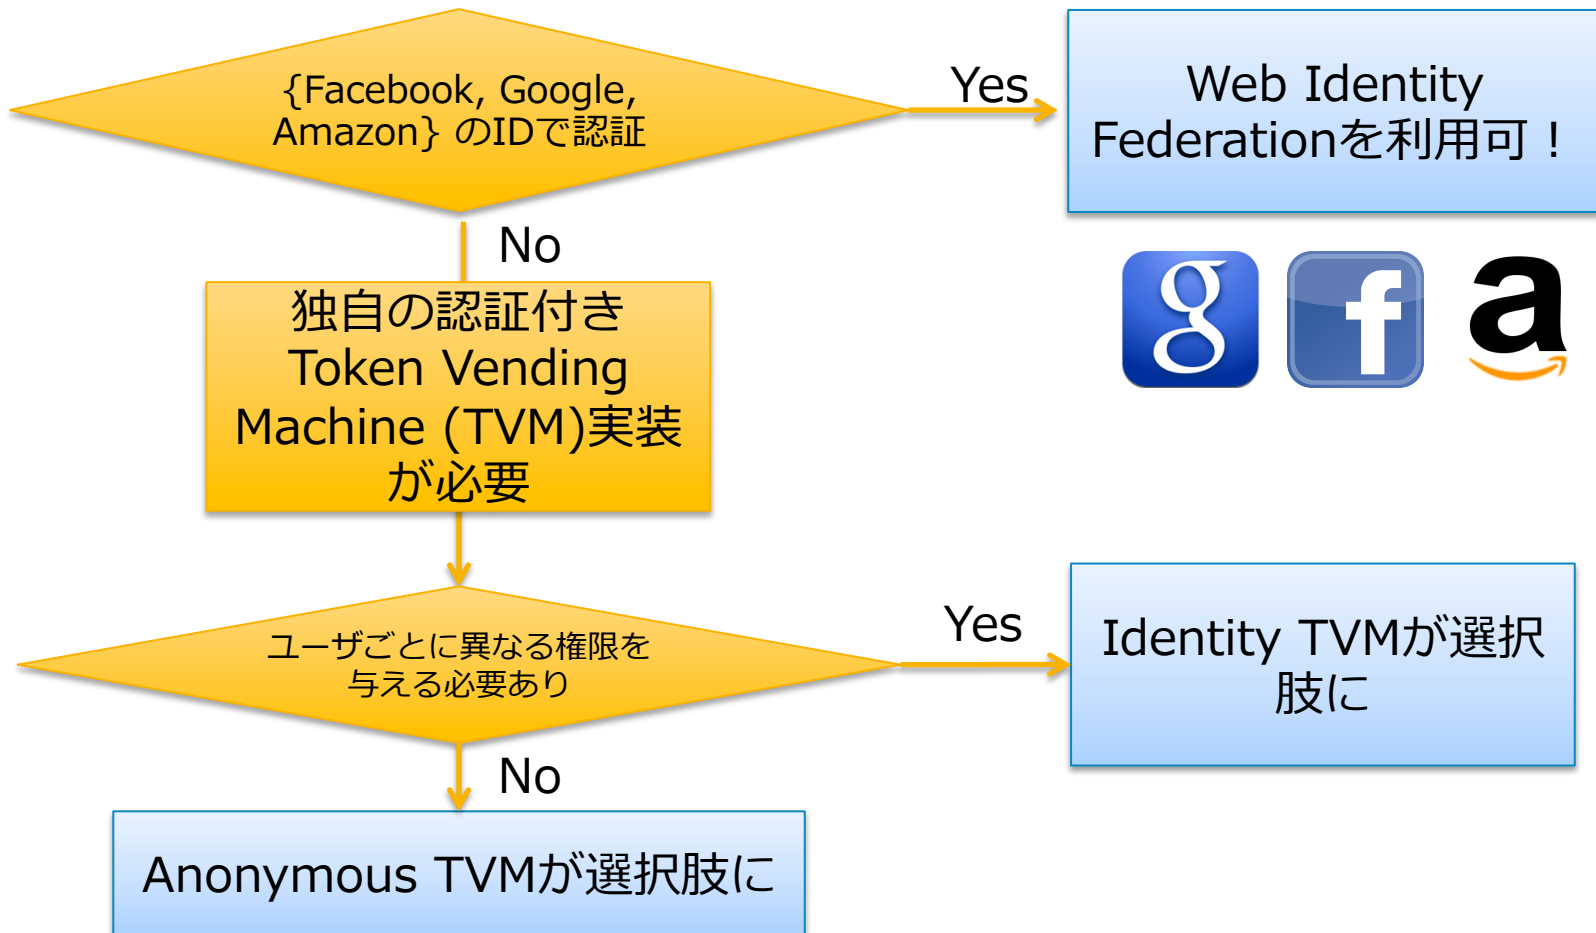 {Facebook, Google,
Amazon} のIDで認証
Yes
Web Identity
Federationを利用可！
No
独自の認証付き
Token Vending
Machine (TVM)実装
が必要
ユーザごとに異なる権限を
与える必要あり
Yes
Identity TVMが選択
肢に
No
Anonymous TVMが選択肢に